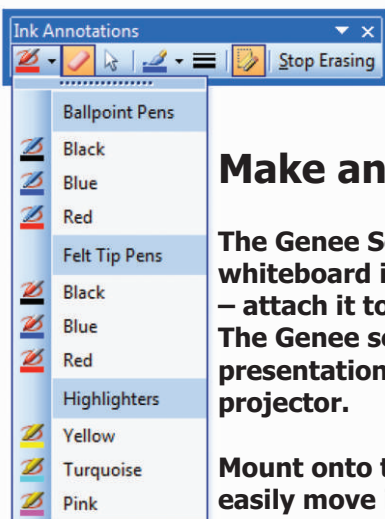 Ink Annotations
Stop Erasing
Ballpoint Pens
Black
Blue
Red
Felt Tip Pens
Black
Blue
Red
Highlighters
Yellow
Turquoise
Pink
Make an
The Genee S
whiteboard i
– attach it to
The Genee s
presentation
projector.
Mount onto t
easily move